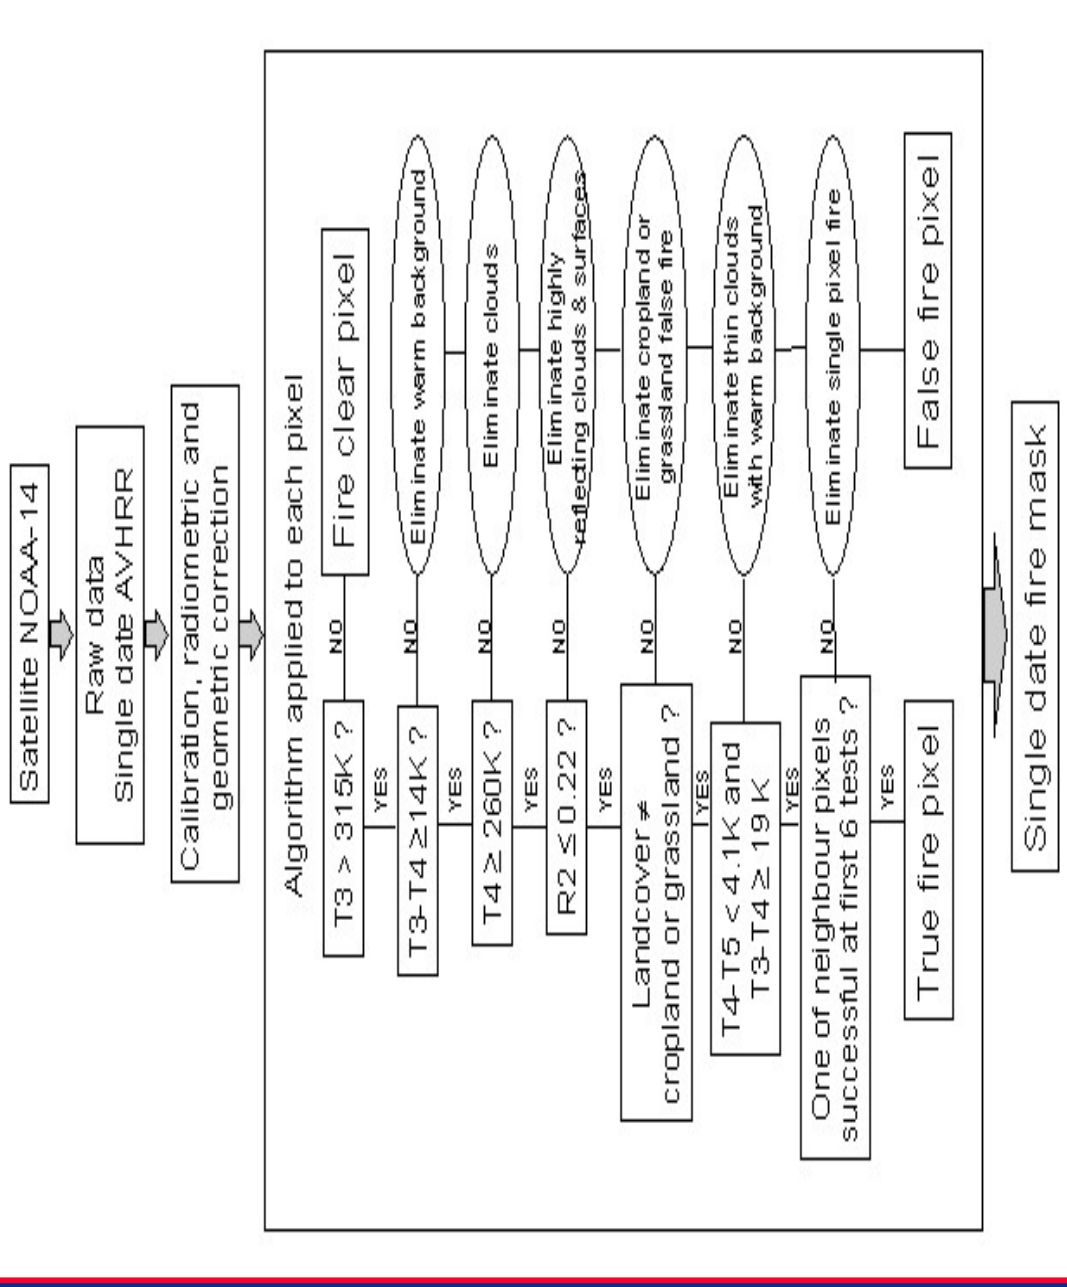 Satellite NOAA-14
Raw data
Single date AVHRR
Calibration, radiometric and
geometric correction
Algorithm applied to each pixel
T3 > 315K ?
NO
Fire clear pixel
YES
T3-T4 ≥14K ?
NO
Eliminate warm background
YES
T4 ≥ 260K ?
NO
Eliminate clouds
YES
R2 ≤0.22 ?
NO
Eliminate highly
reflecting clouds & surfaces
YES
Landcover ≠
cropland or grassland ?
NO
Eliminate cropland or
grassland false fire
YES
T4-T5 < 4.1K and
T3-T4 ≥ 19 K
NO
Eliminate thin clouds
with warm background
YES
One of neighbour pixels
successful at first 6 tests ?
NO
Eliminate single pixel fire
YES
True fire pixel
False fire pixel
Single date fire mask